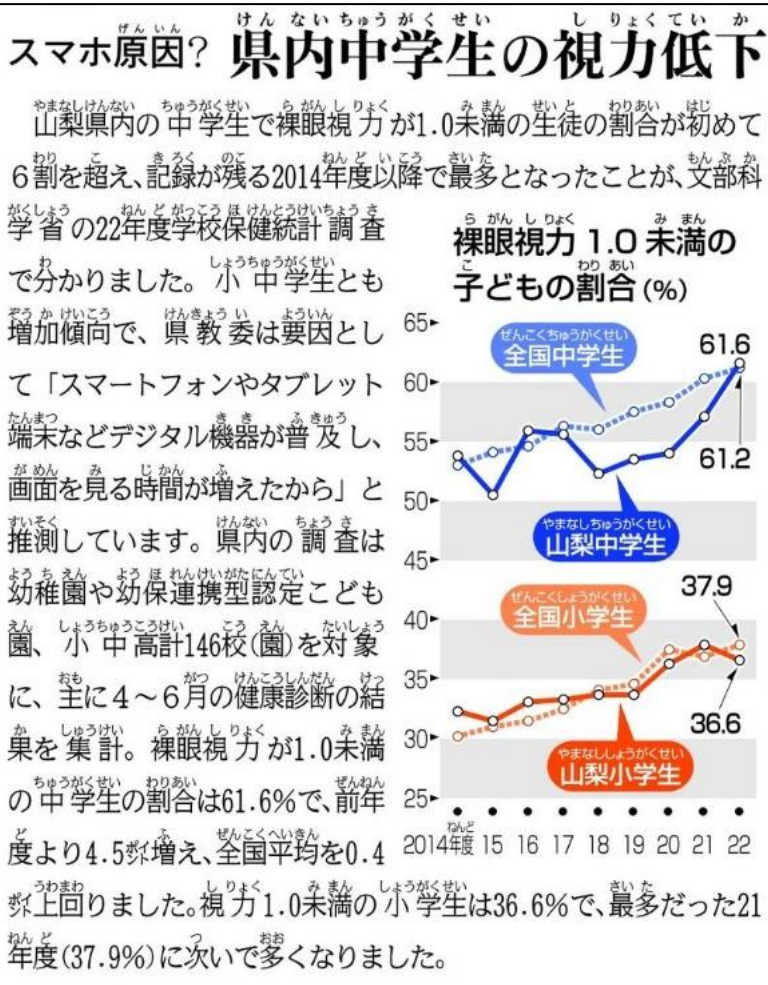 スマホ原因? 県内中学生の視力低下
山梨県内の中学生で裸眼視力が1.0未満の生徒の割合が初めて
6割を超え、記録が残る2014年度以降で最多となったことが、文部科
学省の22年度学校保健統計調査
で分かりました。小中学生とも
増加傾向で、県教委は要因とし
て「スマートフォンやタブレット
端末などデジタル機器が普及し、
画面を見る時間が増えたから」と
推測しています。県内の調査は
幼稚園や幼保連携型認定こども
園、小中高計146校(園)を対象
に、主に4~6月の健康診断の結
果を集計。裸眼視力が1.0未満
の中学生の割合は61.6%で、前年
度より4.5㌽増え、全国平均を0.4
㌽上回りました。視力1.0未満の小学生は36.6%で、最多だった21
年度(37.9%)に次いで多くなりました。
裸眼視力 1.0 未満の
子どもの割合(%)
65
全国中学生
61.6
60
55
61.2
50
山梨中学生
45
37.9
全国小学生
40
35
36.6
30
山梨小学生
25
2014年度 15 16 17 18 19 20 21 22